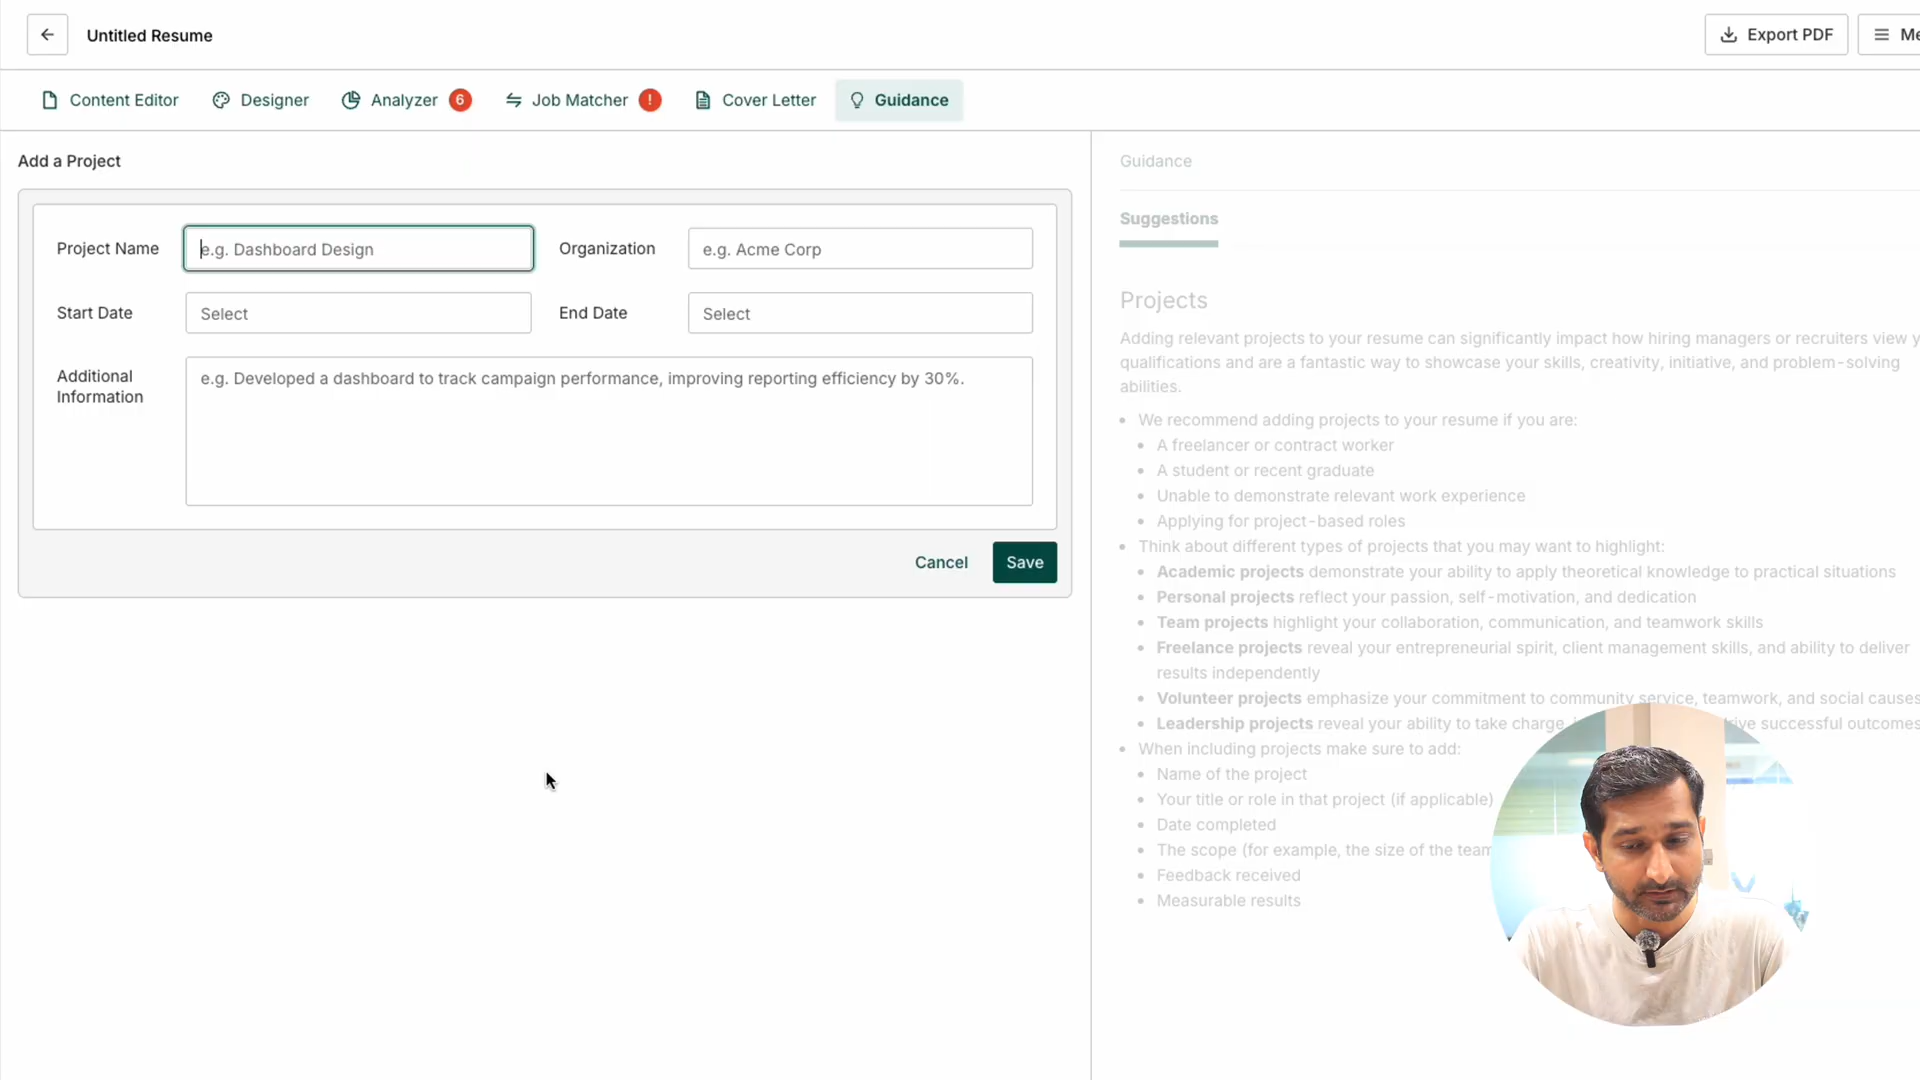 Untitled Resume
Export PDF
Content Editor
Designer
Analyzer 6
Job Matcher !
Cover Letter
Guidance
Add a Project
Project Name
e.g. Dashboard Design
Organization
e.g. Acme Corp
Start Date
Select
End Date
Select
Additional
Information
e.g. Developed a dashboard to track campaign performance, improving reporting efficiency by 30%.
Cancel
Save
Guidance
Suggestions
Projects
Adding relevant projects to your resume can significantly impact how hiring managers or recruiters view
qualifications and are a fantastic way to showcase your skills, creativity, initiative, and problem-solving
abilities.
We recommend adding projects to your resume if you are:
A freelancer or contract worker
A student or recent graduate
Unable to demonstrate relevant work experience
Applying for project-based roles
Think about different types of projects that you may want to highlight:
Academic projects demonstrate your ability to apply theoretical knowledge to practical situations
Personal projects reflect your passion, self-motivation, and dedication
Team projects highlight your collaboration, communication, and teamwork skills
Freelance projects reveal your entrepreneurial spirit, client management skills, and ability to deliver
results independently
Volunteer projects emphasize your commitment to community service, teamwork, and social causes
Leadership projects reveal your ability to take charge, successful outcomes
When including projects make sure to add:
Name of the project
Your title or role in that project (if applicable)
Date completed
The scope (for example, the size of the team
Feedback received
Measurable results